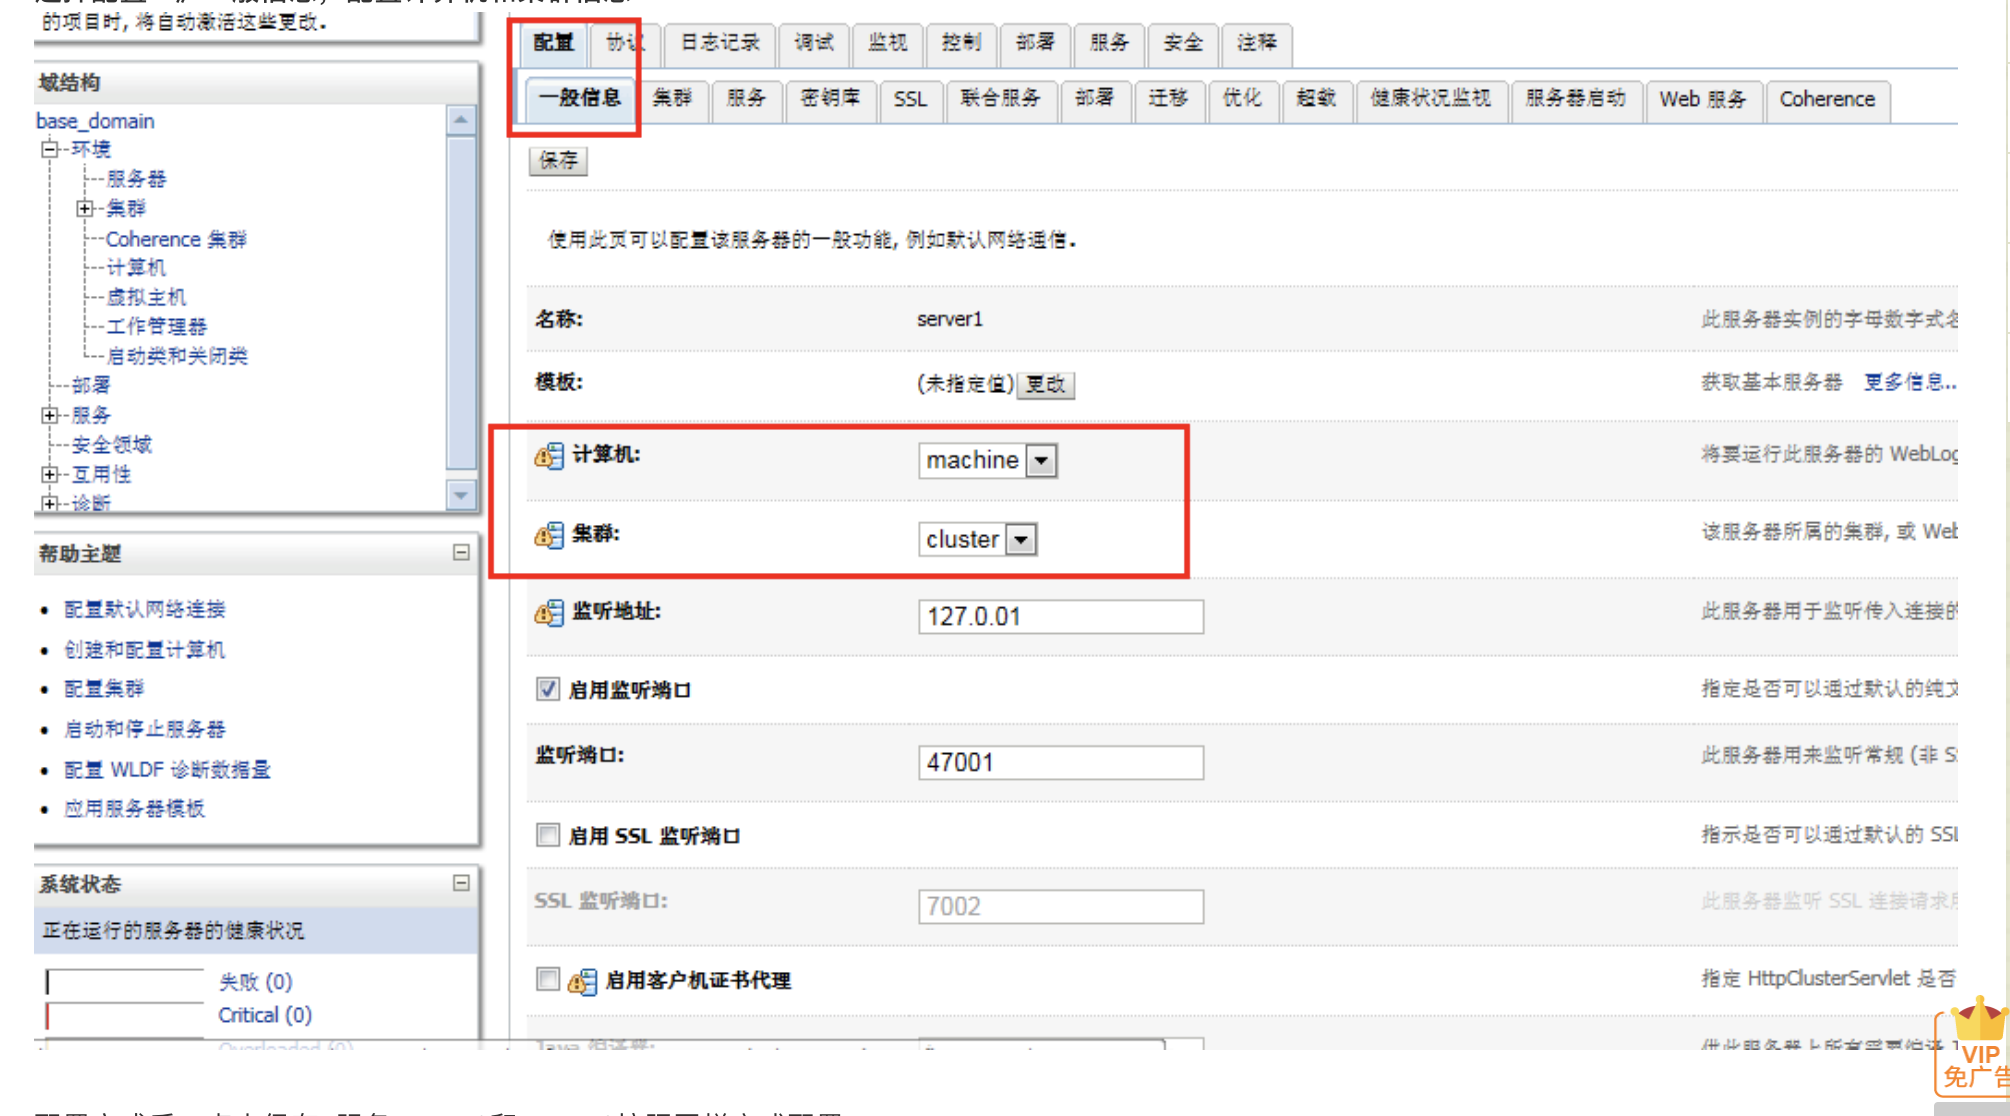 的项目时, 将自动激活这些更改.
域结构
base_domain
环境
服务器
集群
Coherence 集群
计算机
虚拟主机
工作管理器
启动类和关闭类
部署
服务
安全领域
互用性
诊断
帮助主题
配置默认网络连接
创建和配置计算机
配置集群
启动和停止服务器
配置 WLDF 诊断数据量
应用服务器模板
系统状态
正在运行的服务器的健康状况
失败 (0)
Critical (0)
Overloaded (0)
配置 协议 日志记录 调试 监视 控制 部署 服务 安全 注释
一般信息 集群 服务 密钥库 SSL 联合服务 部署 迁移 优化 超载 健康状况监视 服务器启动 Web 服务 Coherence
保存
使用此页可以配置该服务器的一般功能, 例如默认网络通信.
名称: server1 此服务器实例的字母数字式名
模板: (未指定值) 更改 获取基本服务器 更多信息...
计算机: machine 将要运行此服务器的 WebLog
集群: cluster 该服务器所属的集群, 或 Web
监听地址: 127.0.01 此服务器用于监听传入连接的
启用监听端口 指定是否可以通过默认的纯文
监听端口: 47001 此服务器用来监听常规 (非 SS
启用 SSL 监听端口 指示是否可以通过默认的 SSL
SSL 监听端口: 7002 此服务器监听 SSL 连接请求所
启用客户机证书代理 指定 HttpClusterServlet 是否
Java 编译器:
VIP
免广告